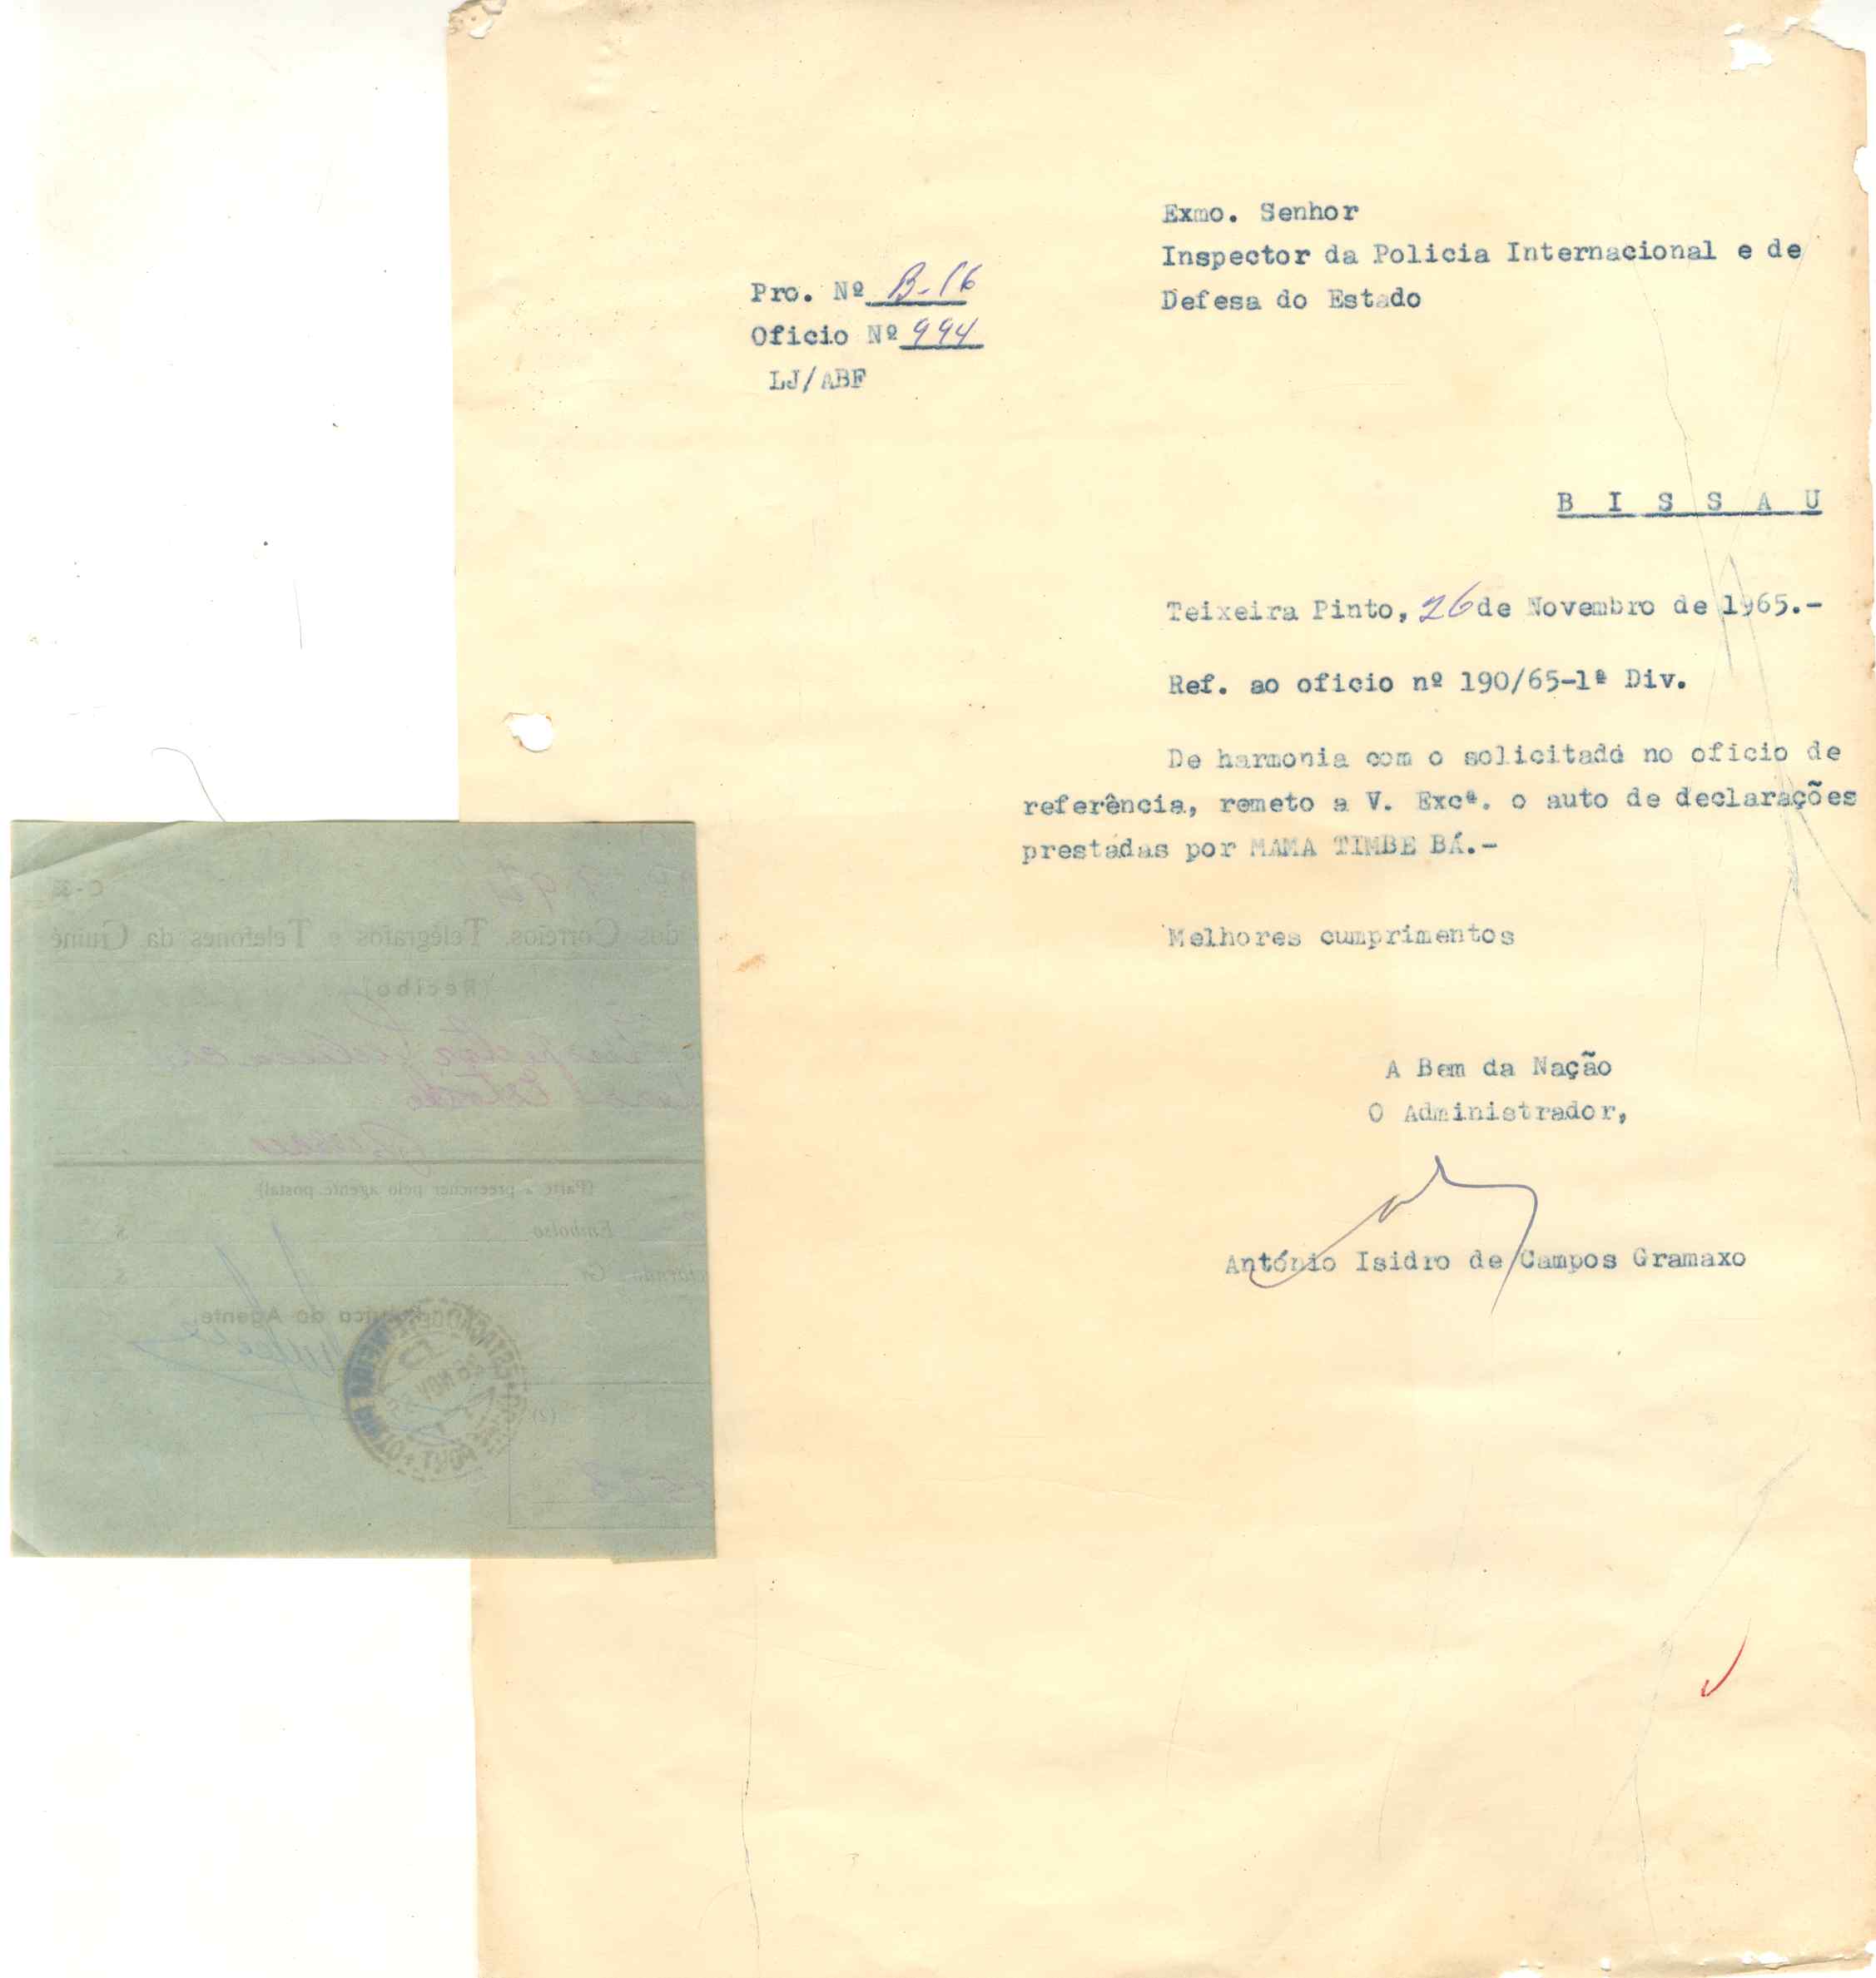 Exmo. Senhor
Inspector da Policia Internacional e de
Defesa do Estado
Pro. Nº B-16
Oficio Nº 994
LJ/ABF
B I S S A U
Teixeira Pinto, 26 de Novembro de 1965.-
Ref. ao oficio nº 190/65-1ª Div.
De harmonia com o solicitado no oficio de
referência, remeto a V. Excª. o auto de declarações
prestadas por MAMA TIMBE BÁ.-
Melhores cumprimentos
A Bem da Nação
O Administrador,
António Isidro de Campos Gramaxo
dos Correios, Telégrafos e Telefones da Guiné
(Recibo)
Estado
Bissau
(Parte a preencher pelo agente postal)
Embolso $
$
Rubrica do Agente
(2)